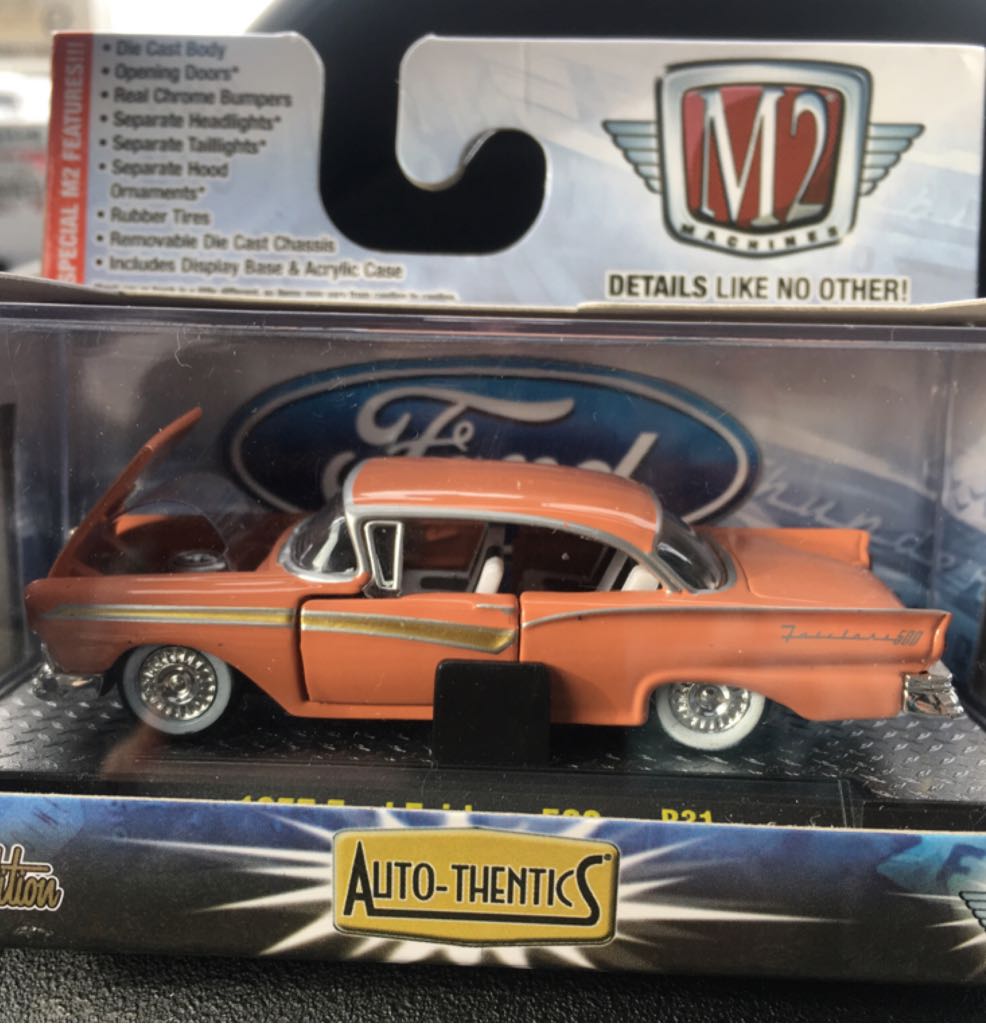 SPECIAL M2 FEATURES!!!
• Die Cast Body
• Opening Doors*
• Real Chrome Bumpers
• Separate Headlights*
• Separate Taillights*
• Separate Hood
Ornaments*
• Rubber Tires
• Removable Die Cast Chassis
• Includes Display Base & Acrylic Case
M2
MACHINES
DETAILS LIKE NO OTHER!
Ford
Fairlane 500
AUTO-THENTICS